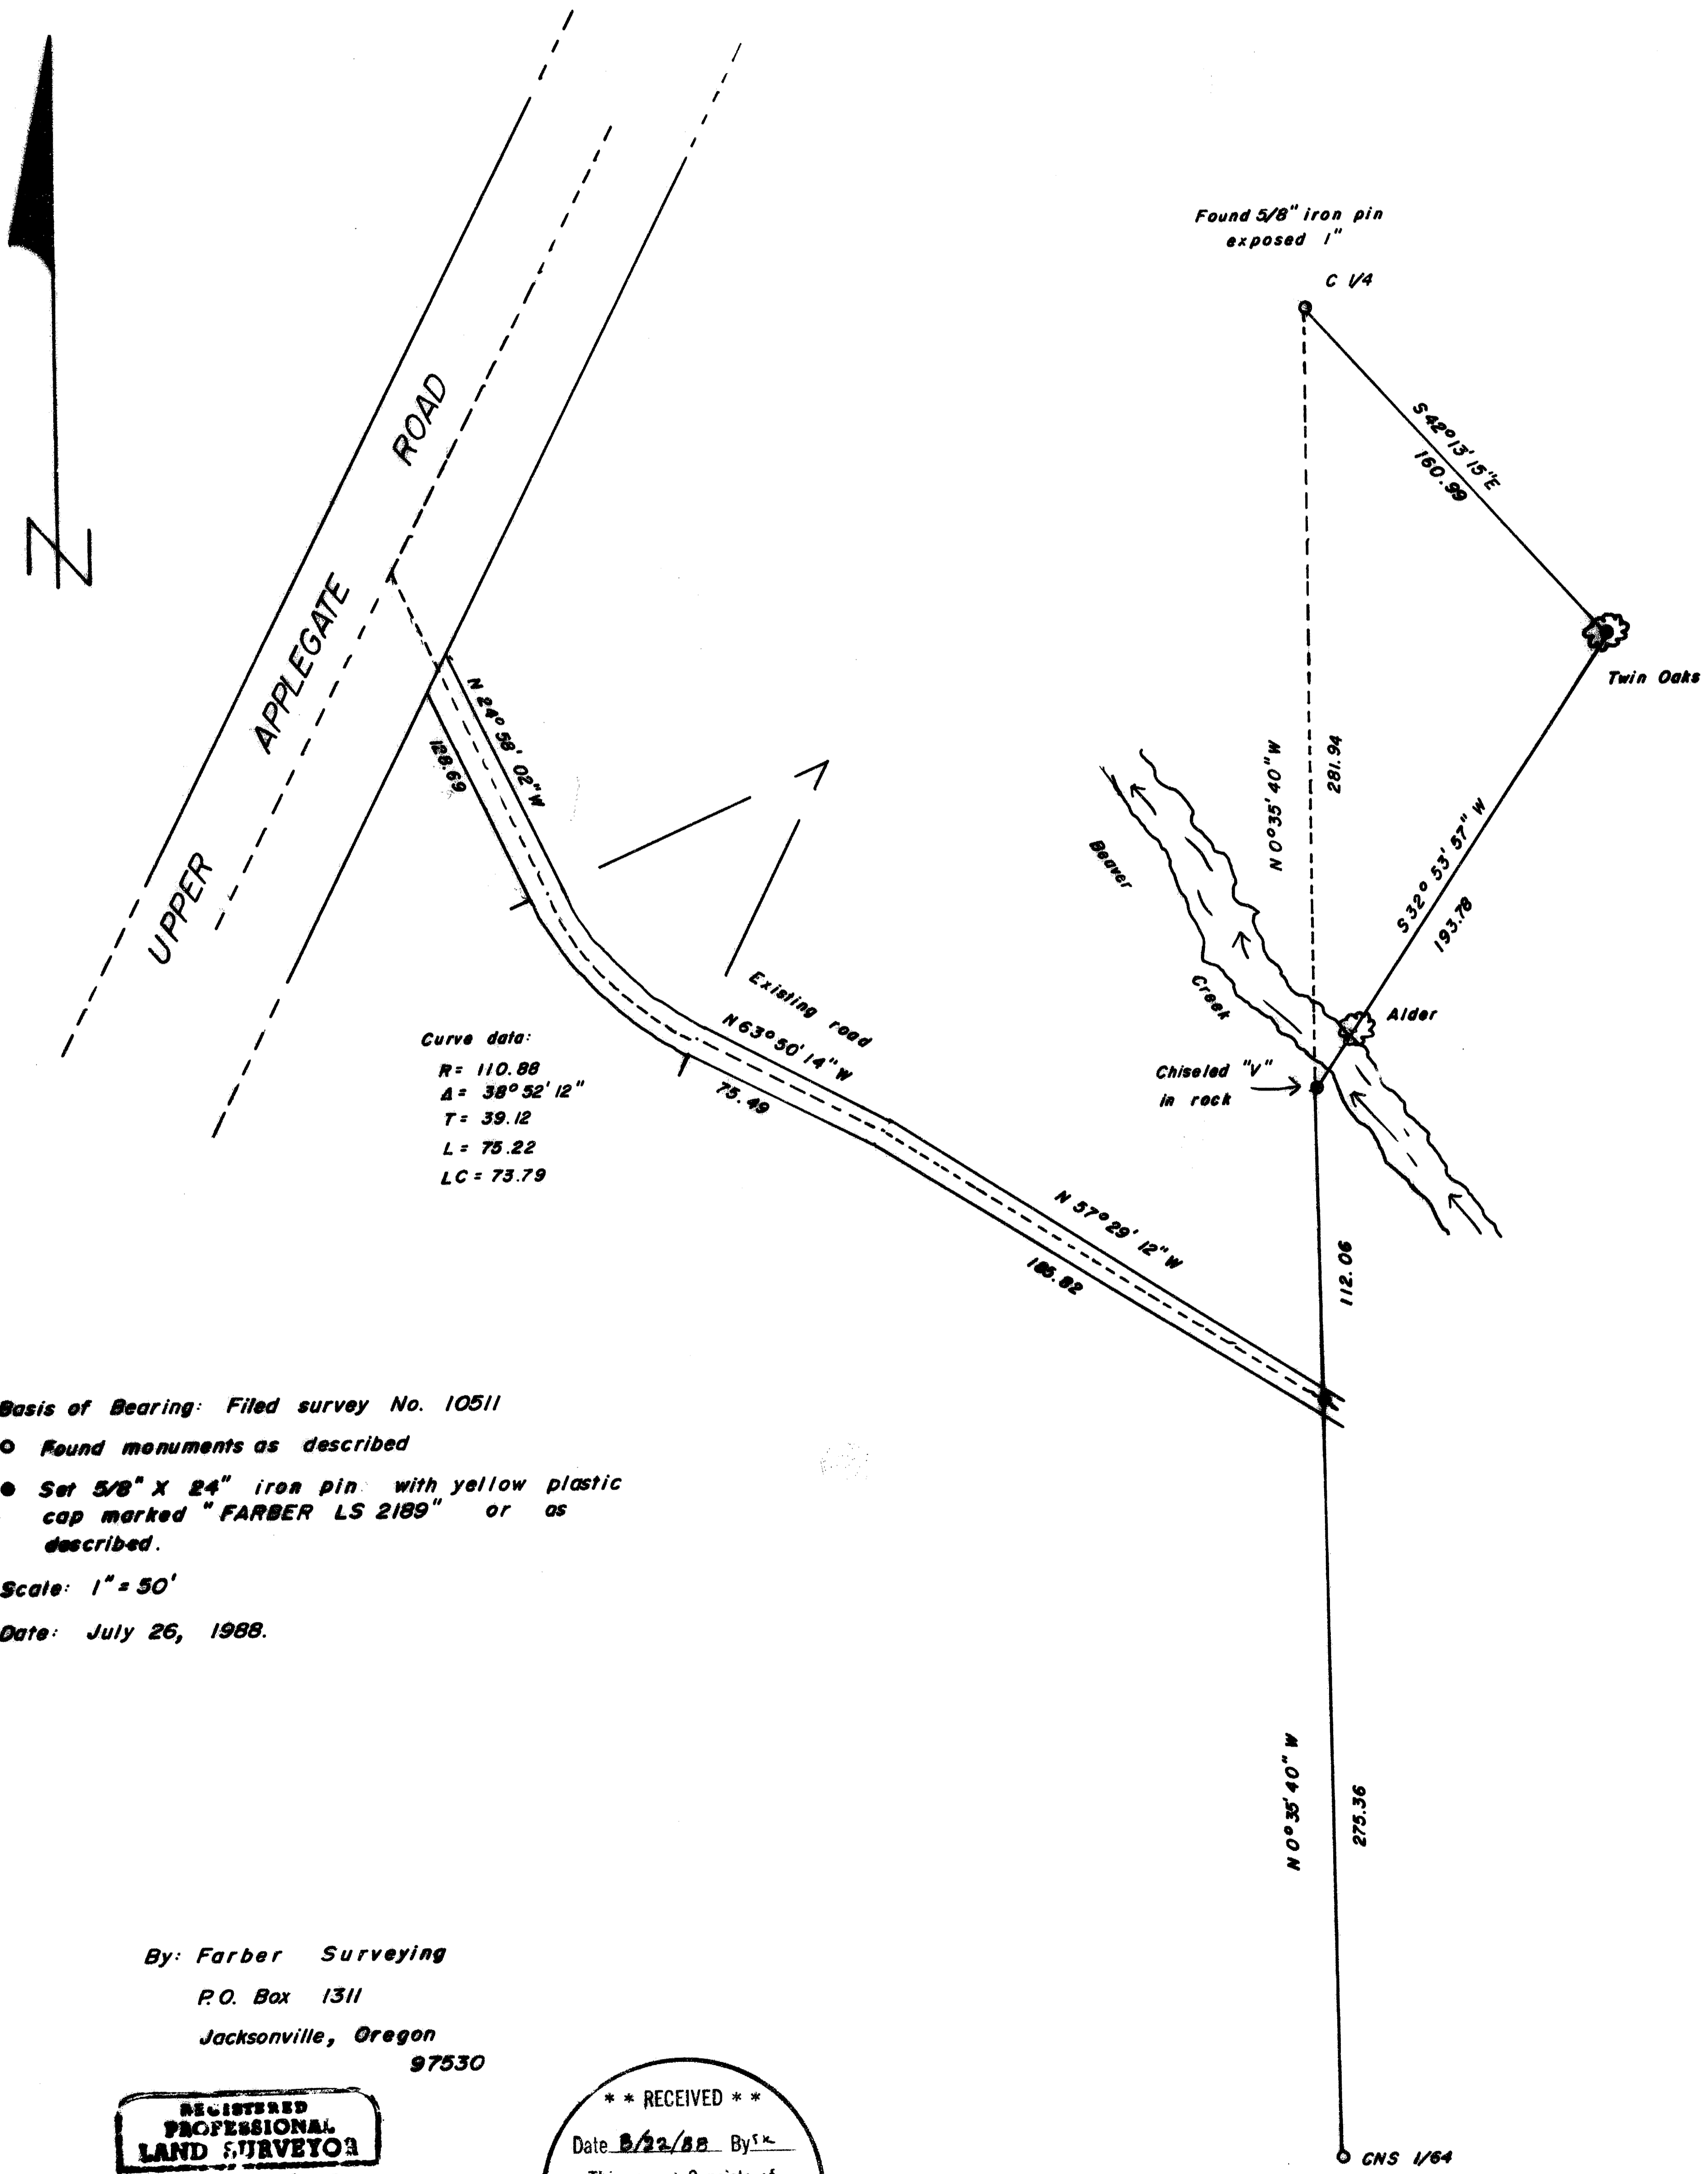 Found 5/8" iron pin
exposed 1"
C 1/4
S 42° 13' 15" E
160.99
Twin Oaks
N 0° 35' 40" W
281.94
S 32° 53' 57" W
193.78
Beaver
Creek
Alder
Chiseled "V"
in rock
112.06
UPPER APPLEGATE ROAD
N 24° 58' 02" W
128.69
Existing road
N 63° 50' 14" W
75.49
Curve data:
R= 110.88
Δ= 38° 52' 12"
T= 39.12
L= 75.22
LC= 73.79
N 57° 29' 12" W
185.82
N 0° 35' 40" W
275.36
CNS 1/64
Basis of Bearing: Filed survey No. 10511
Found monuments as described
Set 5/8" X 24" iron pin with yellow plastic
cap marked "FARBER LS 2189" or as
described.
Scale: 1" = 50'
Date: July 26, 1988.
By: Farber Surveying
P.O. Box 1311
Jacksonville, Oregon
97530
REGISTERED
PROFESSIONAL
LAND SURVEYOR
* * RECEIVED * *
Date 8/22/88 By
N